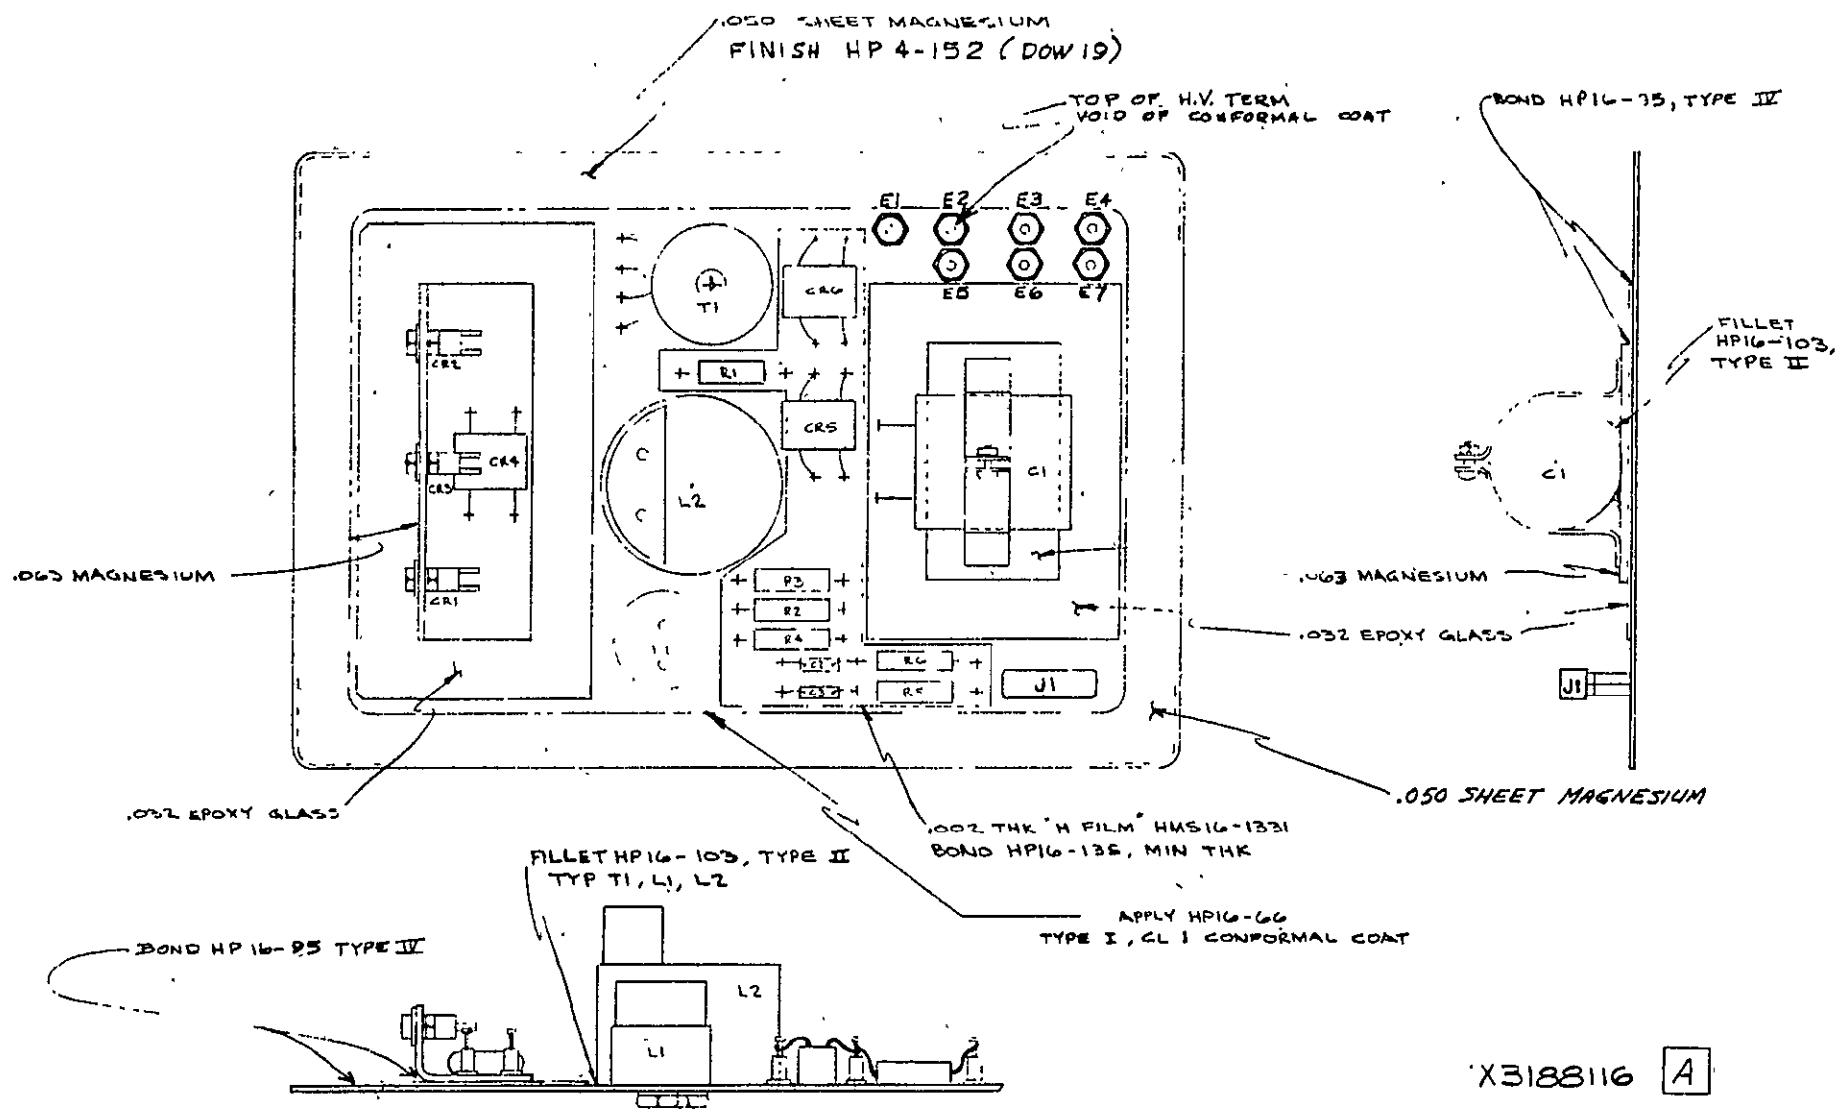 .050 SHEET MAGNESIUM
FINISH HP 4-152 (DOW 19)
TOP OF H.V. TERM
VOID OF CONFORMAL COAT
BOND HP16-35, TYPE IV
E1 E2 E3 E4
E5 E6 E7
T1
CR6
CR2
R1
FILLET
HP16-103,
TYPE II
CR5
CR4
CR3
C1
C1
L2
.063 MAGNESIUM
CR1
R3
R2
R4
.063 MAGNESIUM
.032 EPOXY GLASS
R6
R5
J1
J1
.032 EPOXY GLASS
.050 SHEET MAGNESIUM
.002 THK "H FILM" HMS16-1331
BOND HP16-135, MIN THK
FILLET HP16-103, TYPE II
TYP T1, L1, L2
APPLY HP16-66
TYPE I, CL 1 CONFORMAL COAT
BOND HP 16-95 TYPE IV
L2
L1
X3188116 A